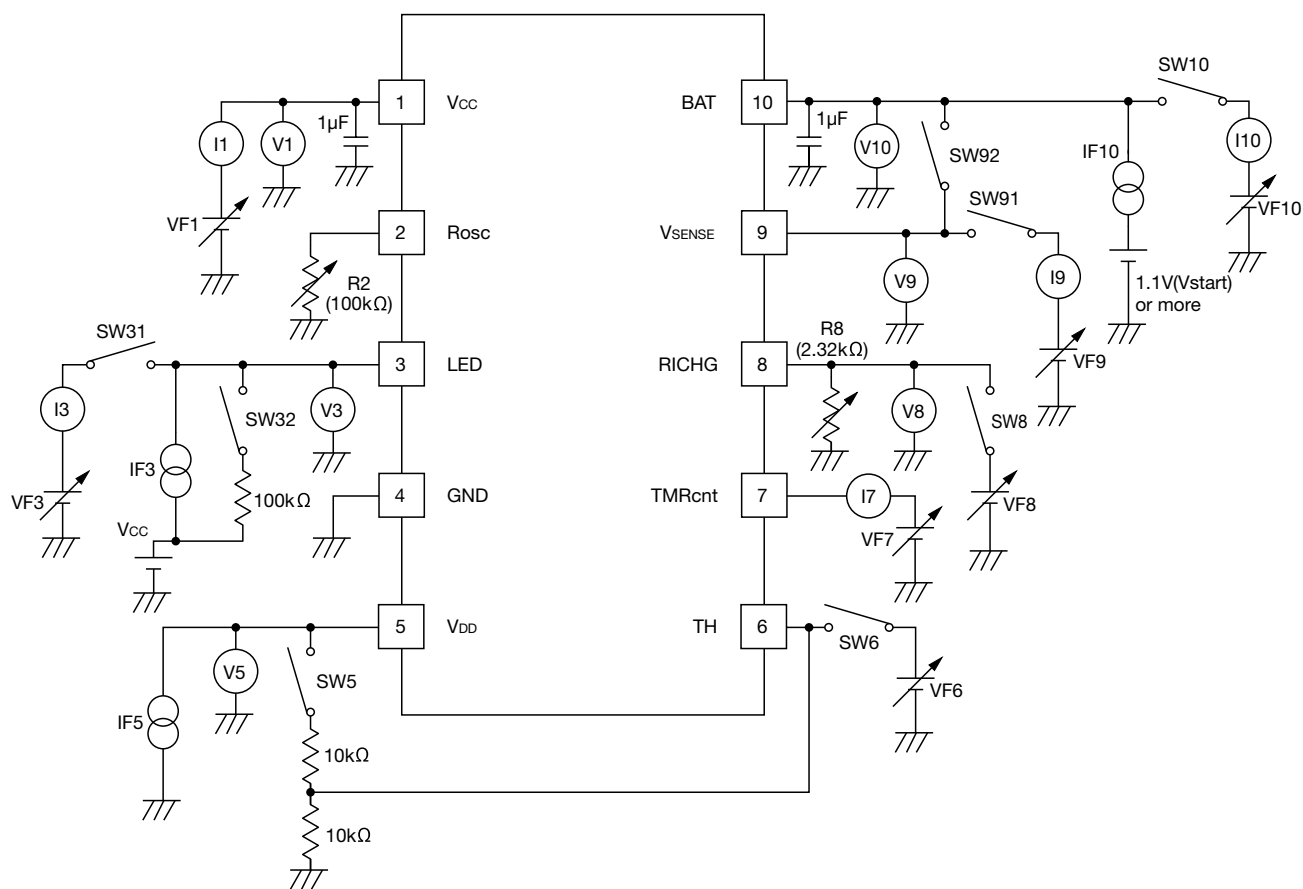 SW10
1 VCC
BAT 10
1μF
1μF
I1
V1
V10
SW92
IF10
I10
VF1
VF10
SW91
2 Rosc
VSENSE 9
R2
(100kΩ)
V9
I9
1.1V(Vstart)
or more
SW31
R8
(2.32kΩ)
VF9
3 LED
RICHG 8
I3
SW32
V3
V8
SW8
IF3
VF3
100kΩ
4 GND
TMRcnt 7
I7
VF8
VCC
VF7
5 VDD
TH 6
SW6
V5
SW5
VF6
IF5
10kΩ
10kΩ